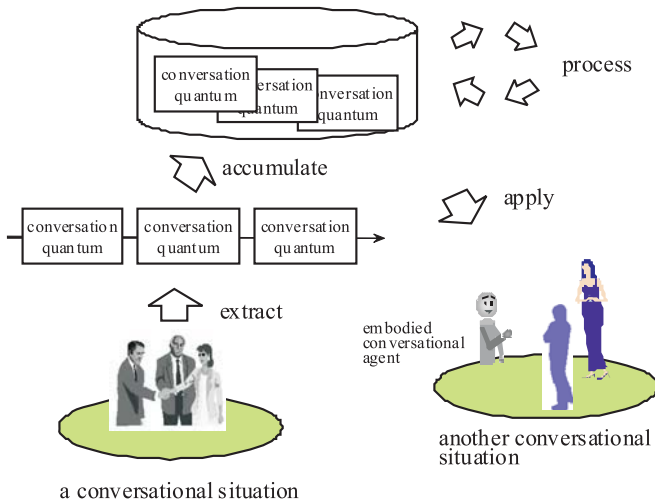 conversation
quantum
versation
quantum
nversation
quantum
process
accumulate
conversation
quantum
conversation
quantum
conversation
quantum
apply
extract
embodied
conversational
agent
another conversational
situation
a conversational situation